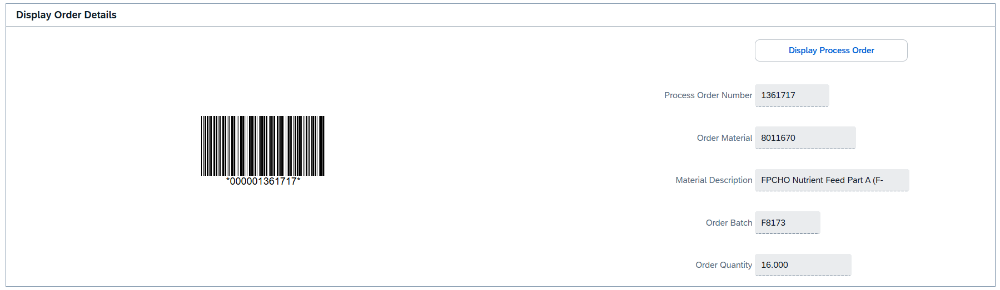 Display Order Details
Display Process Order
Process Order Number 1361717
Order Material 8011670
*000001361717*
Material Description FPCHO Nutrient Feed Part A (F-
Order Batch F8173
Order Quantity 16.000